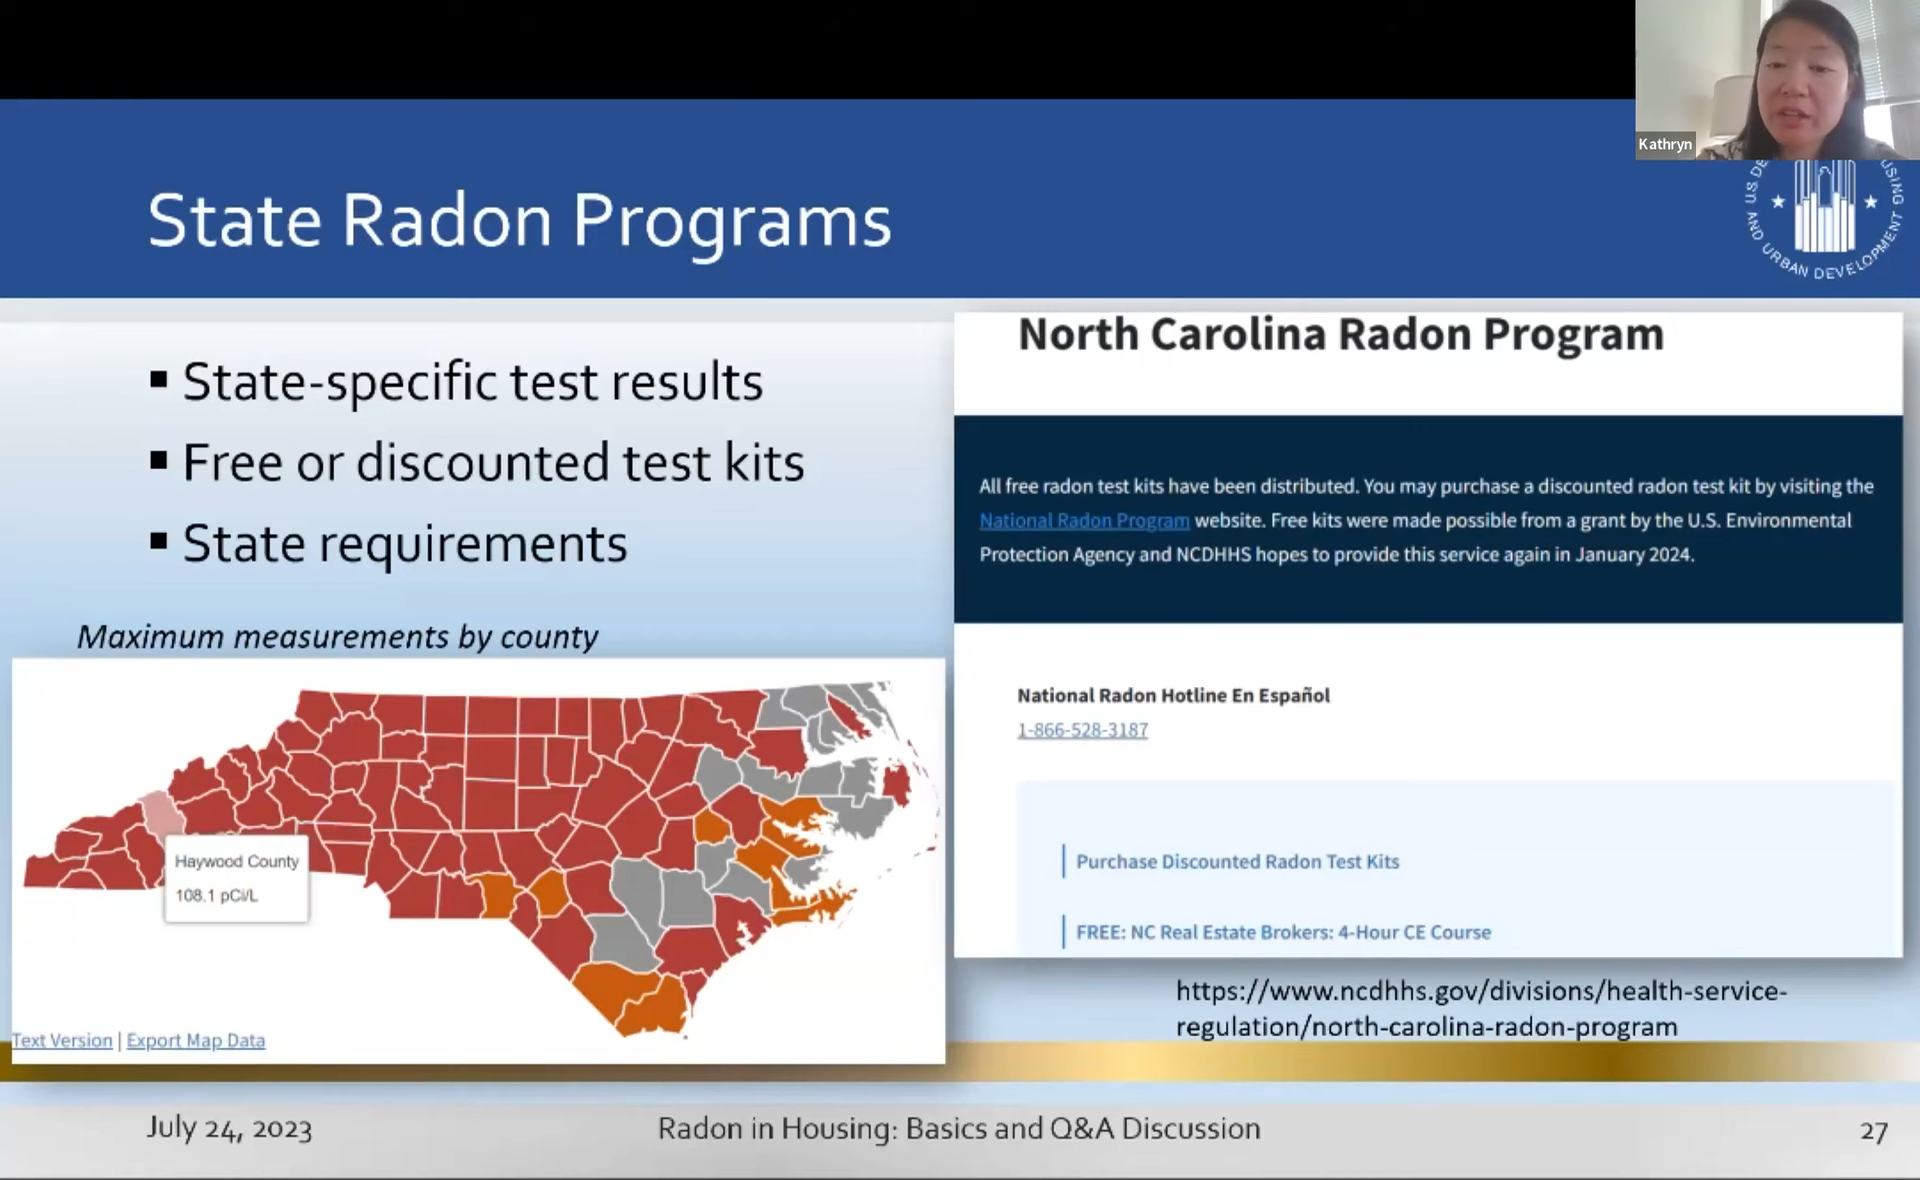 Kathryn
State Radon Programs
U.S. DE
USING
AND URBAN DEVELOPMENT
▪ State-specific test results
▪ Free or discounted test kits
▪ State requirements
Maximum measurements by county
Haywood County
108.1 pCi/L
Text Version | Export Map Data
North Carolina Radon Program
All free radon test kits have been distributed. You may purchase a discounted radon test kit by visiting the
National Radon Program website. Free kits were made possible from a grant by the U.S. Environmental
Protection Agency and NCDHHS hopes to provide this service again in January 2024.
National Radon Hotline En Español
1-866-528-3187
Purchase Discounted Radon Test Kits
FREE: NC Real Estate Brokers: 4-Hour CE Course
https://www.ncdhhs.gov/divisions/health-service-
regulation/north-carolina-radon-program
July 24, 2023
Radon in Housing: Basics and Q&A Discussion
27